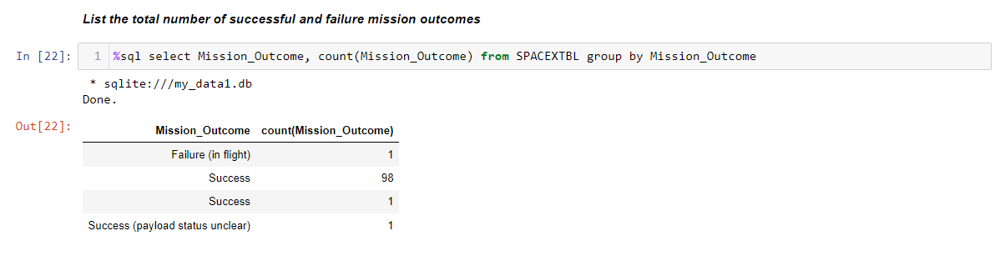 List the total number of successful and failure mission outcomes
In [22]: 1 %sql select Mission_Outcome, count(Mission_Outcome) from SPACEXTBL group by Mission_Outcome
* sqlite:///my_data1.db
Done.
Out[22]:
Mission_Outcome count(Mission_Outcome)
Failure (in flight) 1
Success 98
Success 1
Success (payload status unclear) 1